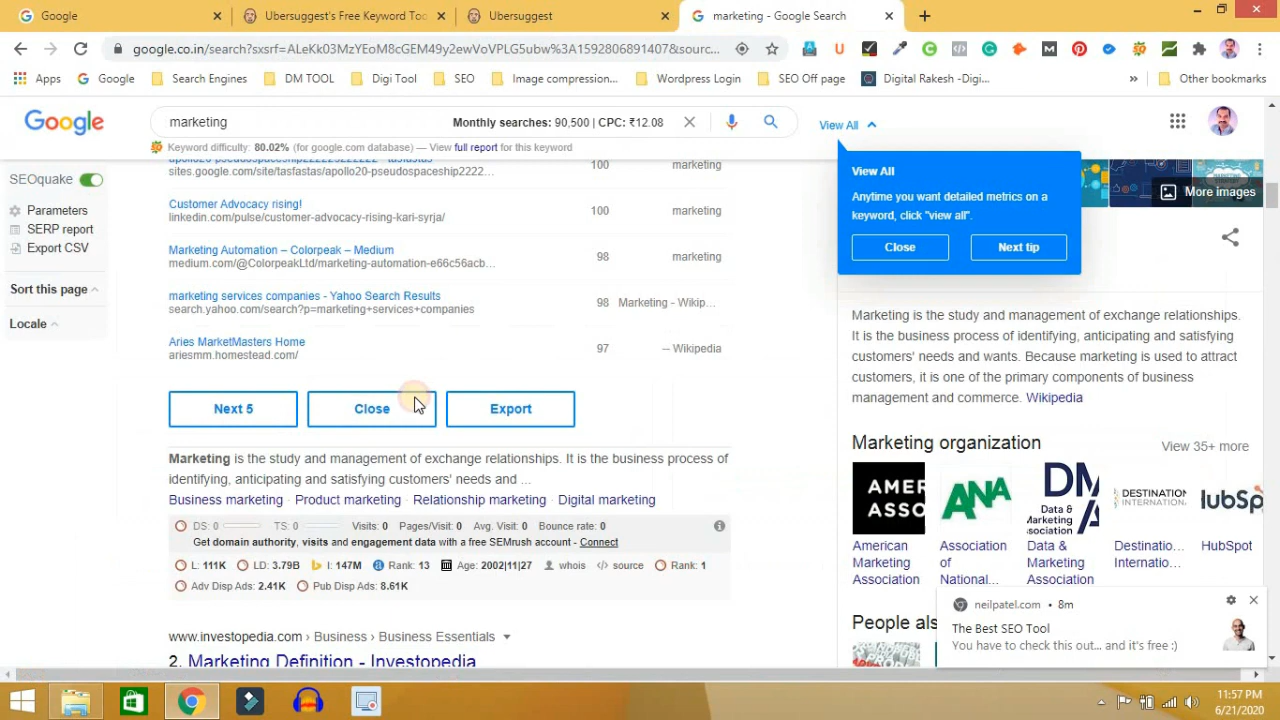 Google
Ubersuggest's Free Keyword Too
Ubersuggest
marketing - Google Search
google.co.in/search?sxsrf=ALeKk03MzYEoM8cGEM49y2ewVoVPLG5ubw%3A1592806891407&sourc...
Apps
Google
Search Engines
DM TOOL
Digi Tool
SEO
Image compression...
Wordpress Login
SEO Off page
Digital Rakesh -Digi...
»
Other bookmarks
Google
marketing
Monthly searches: 90,500 | CPC: ₹12.08
View All
Keyword difficulty: 80.02% (for google.com database) — View full report for this keyword
SEOquake
Parameters
SERP report
Export CSV
Sort this page
Locale
sites.google.com/site/tasfastas/apollo20-pseudospaceship2222...
100
marketing
Customer Advocacy rising!
linkedin.com/pulse/customer-advocacy-rising-kari-syrja/
100
marketing
Marketing Automation – Colorpeak – Medium
medium.com/@ColorpeakLtd/marketing-automation-e66c56acb...
98
marketing
marketing services companies - Yahoo Search Results
search.yahoo.com/search?p=marketing+services+companies
98
Marketing - Wikip...
Aries MarketMasters Home
ariesmm.homestead.com/
97
-- Wikipedia
Next 5
Close
Export
Marketing is the study and management of exchange relationships. It is the business process of
identifying, anticipating and satisfying customers' needs and ...
Business marketing · Product marketing · Relationship marketing · Digital marketing
DS: 0
TS: 0
Visits: 0
Pages/Visit: 0
Avg. Visit: 0
Bounce rate: 0
Get domain authority, visits and engagement data with a free SEMrush account - Connect
L: 111K
LD: 3.79B
I: 147M
Rank: 13
Age: 2002|11|27
whois
source
Rank: 1
Adv Disp Ads: 2.41K
Pub Disp Ads: 8.61K
www.investopedia.com › Business › Business Essentials
2. Marketing Definition - Investopedia
View All
Anytime you want detailed metrics on a
keyword, click "view all".
Close
Next tip
More images
Marketing is the study and management of exchange relationships.
It is the business process of identifying, anticipating and satisfying
customers' needs and wants. Because marketing is used to attract
customers, it is one of the primary components of business
management and commerce. Wikipedia
Marketing organization
View 35+ more
AMER
ASSO
ANA
DM
Data &
Marketing
DESTINATION
INTERNATION
HubSp
American
Marketing
Association
Association
of
National...
Data &
Marketing
Association
Destinatio...
Internatio...
HubSpot
People als
neilpatel.com • 8m
The Best SEO Tool
You have to check this out... and it's free :)
11:57 PM
6/21/2020